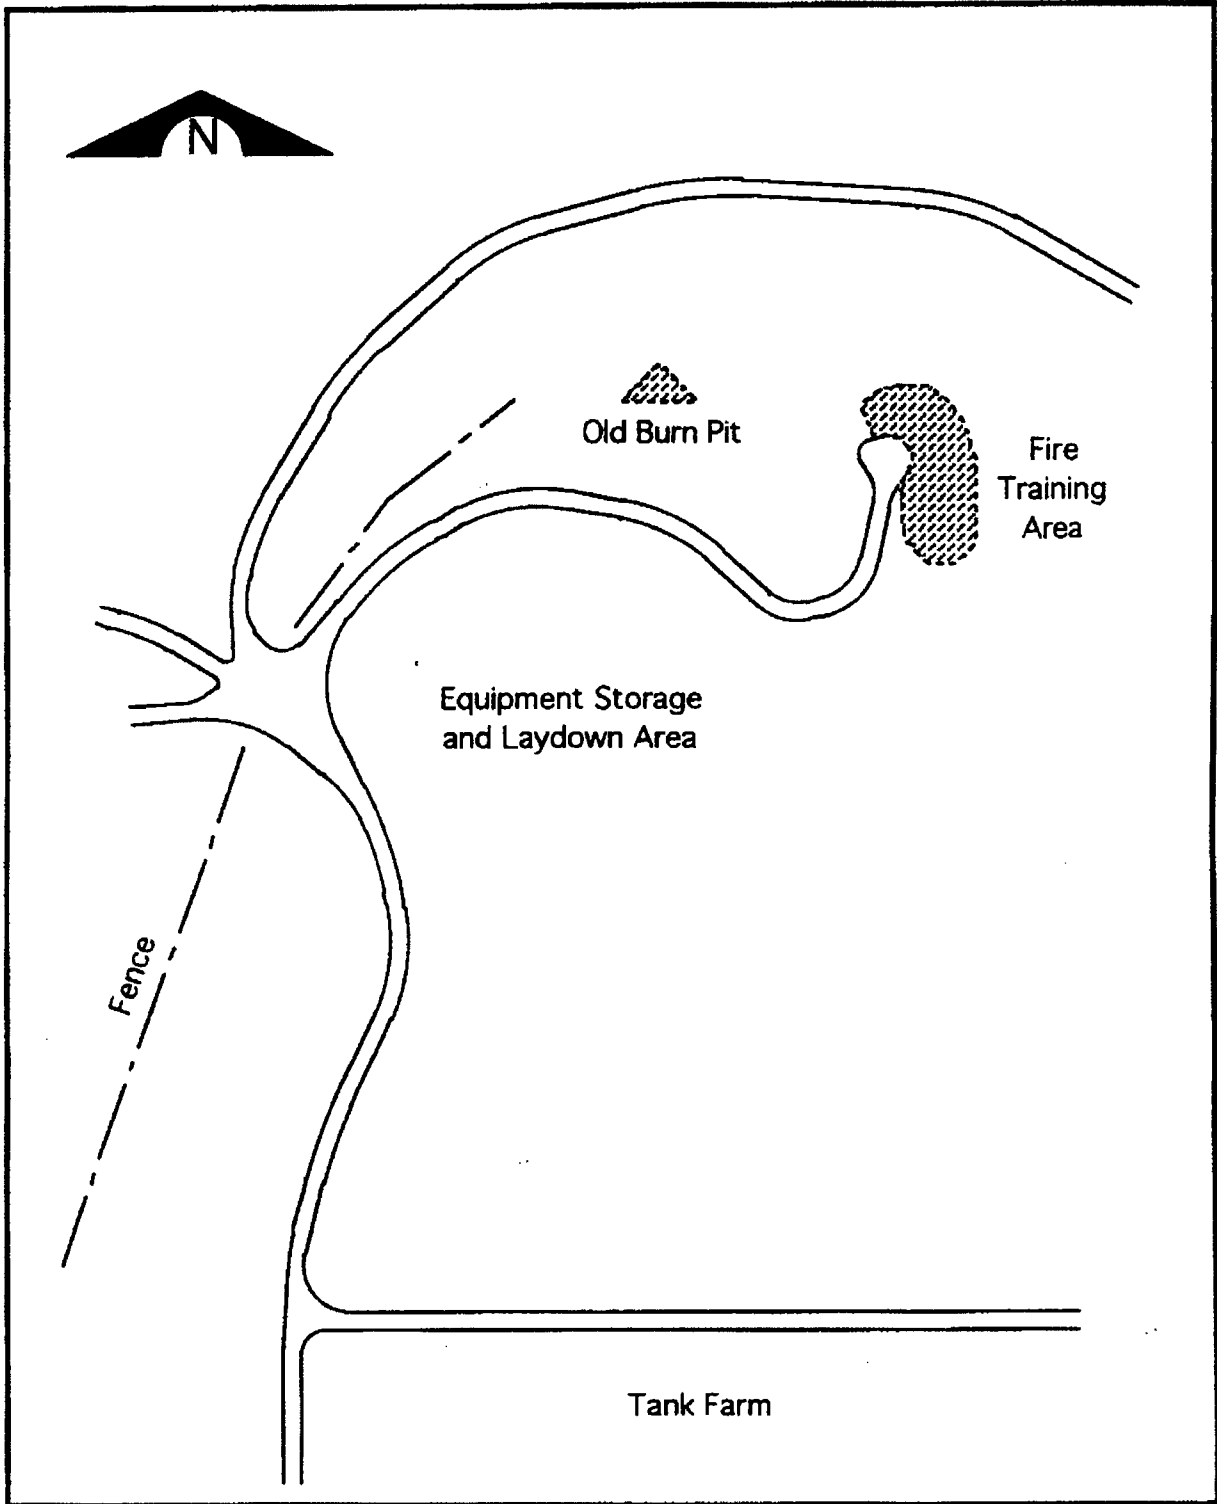 N
Old Burn Pit
Fire
Training
Area
Equipment Storage
and Laydown Area
Fence
Tank Farm